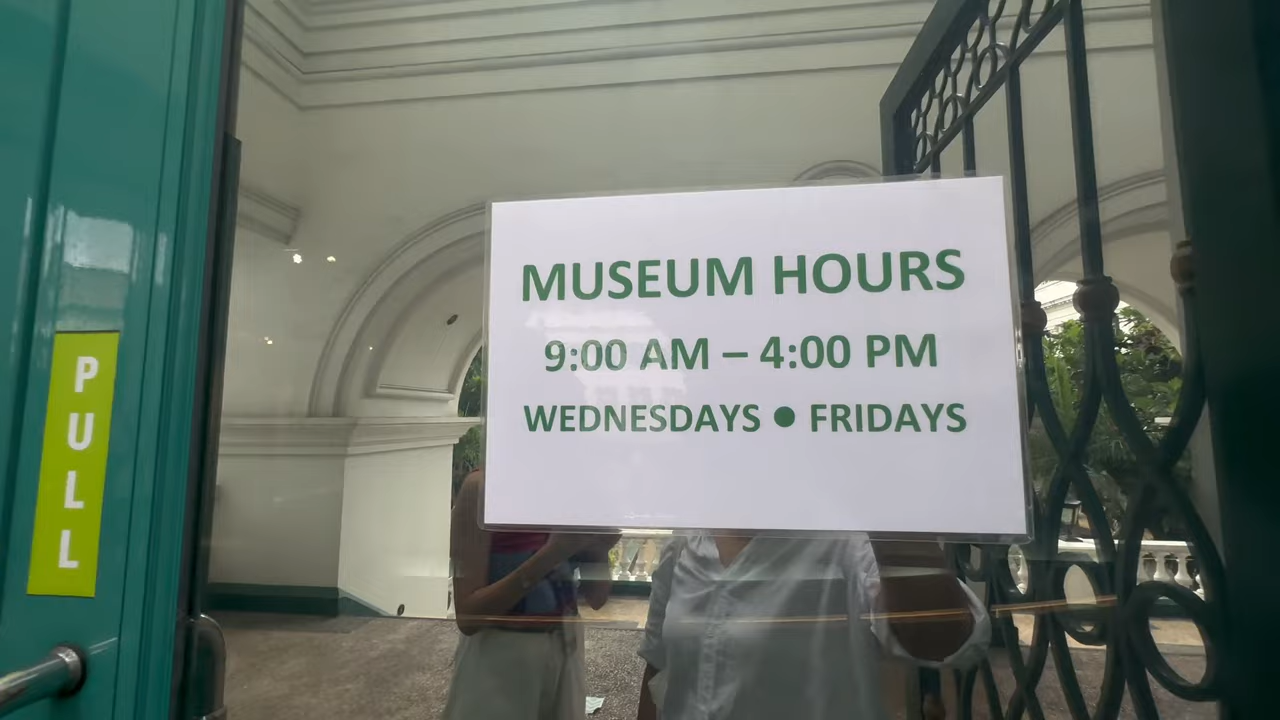 PULL
MUSEUM HOURS
9:00 AM – 4:00 PM
WEDNESDAYS ● FRIDAYS